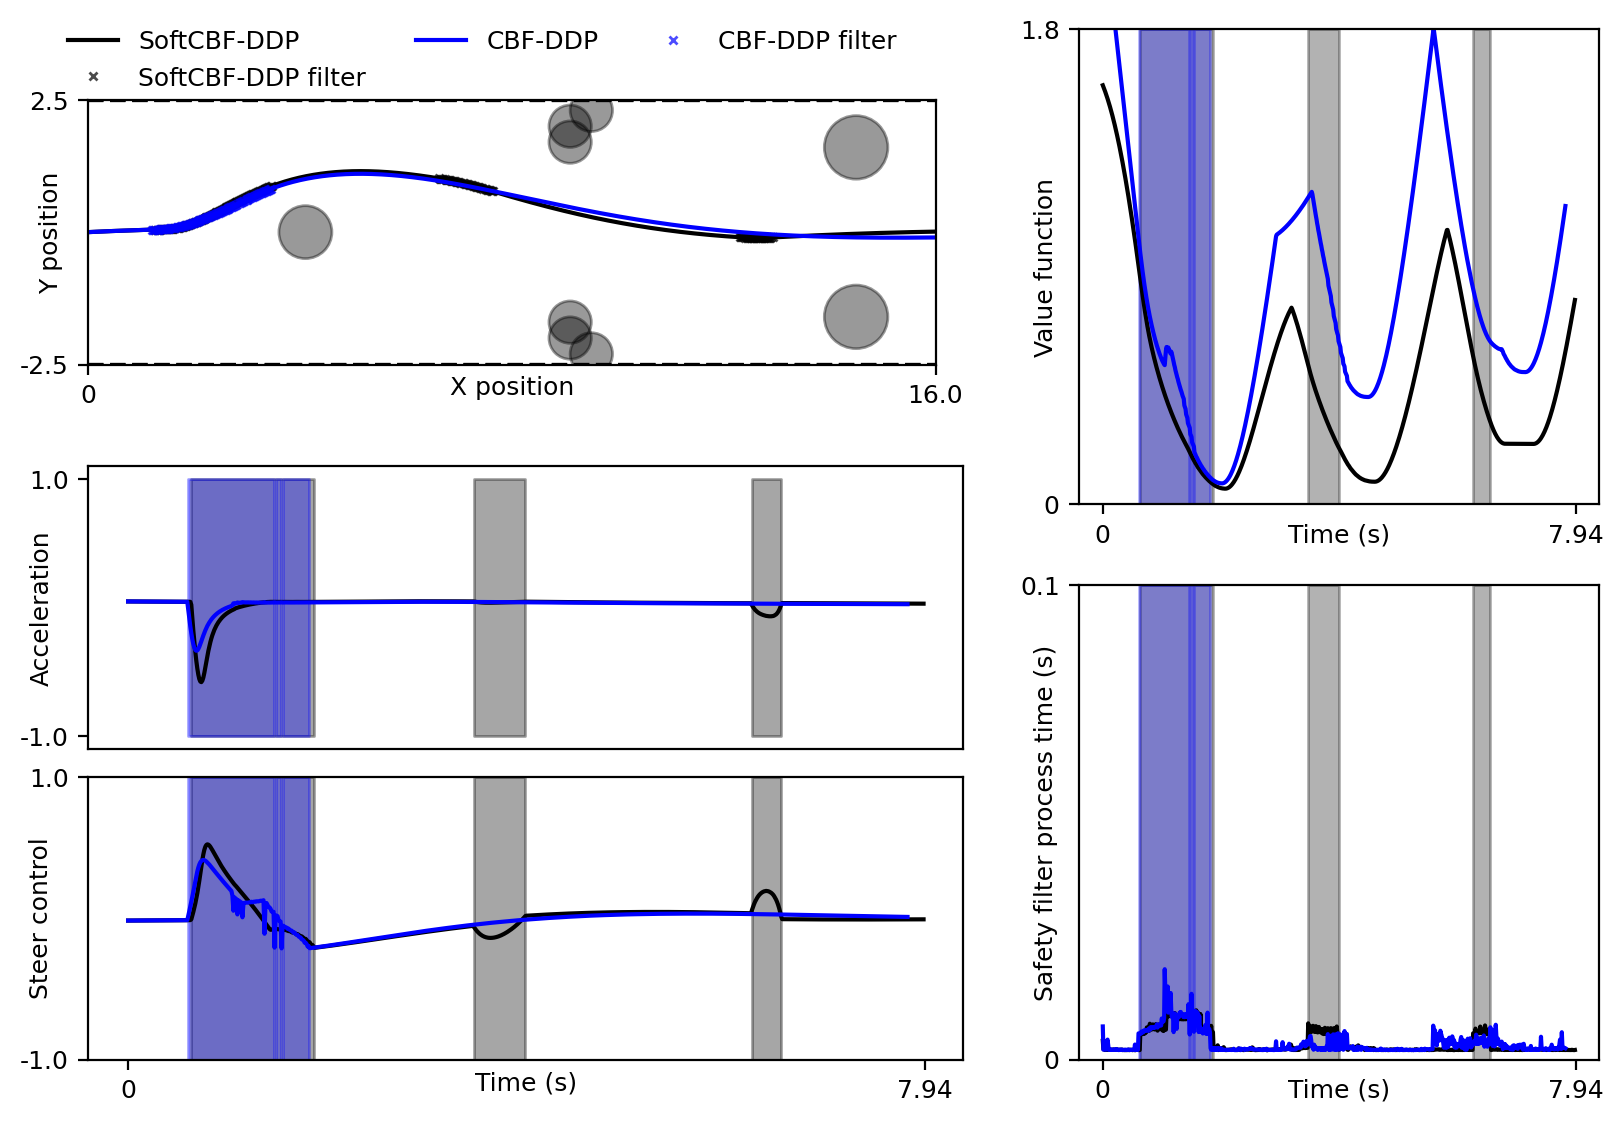 SoftCBF-DDP
CBF-DDP
CBF-DDP filter
SoftCBF-DDP filter
2.5
-2.5
Y position
0
X position
16.0
1.0
-1.0
Acceleration
1.0
-1.0
Steer control
0
Time (s)
7.94
1.8
0
Value function
0
Time (s)
7.94
0.1
0
Safety filter process time (s)
0
Time (s)
7.94